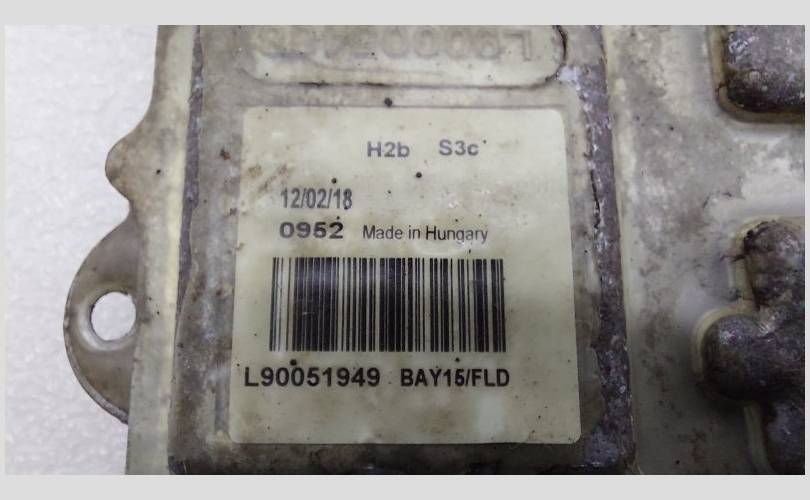 H2b S3c
12/02/18
0952 Made in Hungary
L90051949 BAY15/FLD